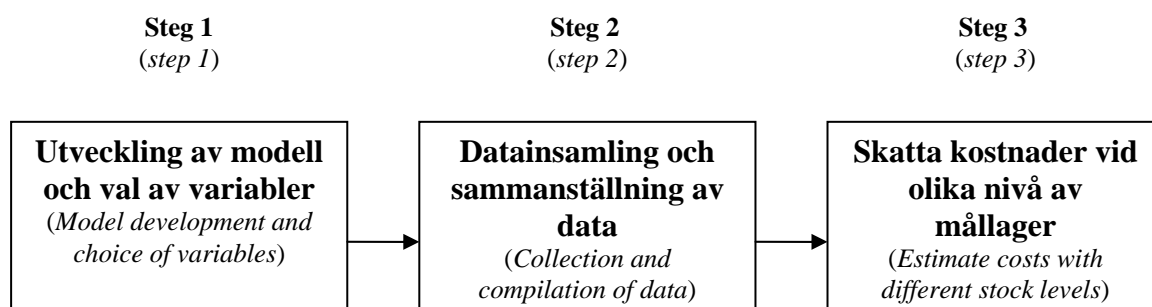 Steg 1
(step 1)
Steg 2
(step 2)
Steg 3
(step 3)
Utveckling av modell
och val av variabler
(Model development and
choice of variables)
Datainsamling och
sammanställning av
data
(Collection and
compilation of data)
Skatta kostnader vid
olika nivå av
mållager
(Estimate costs with
different stock levels)